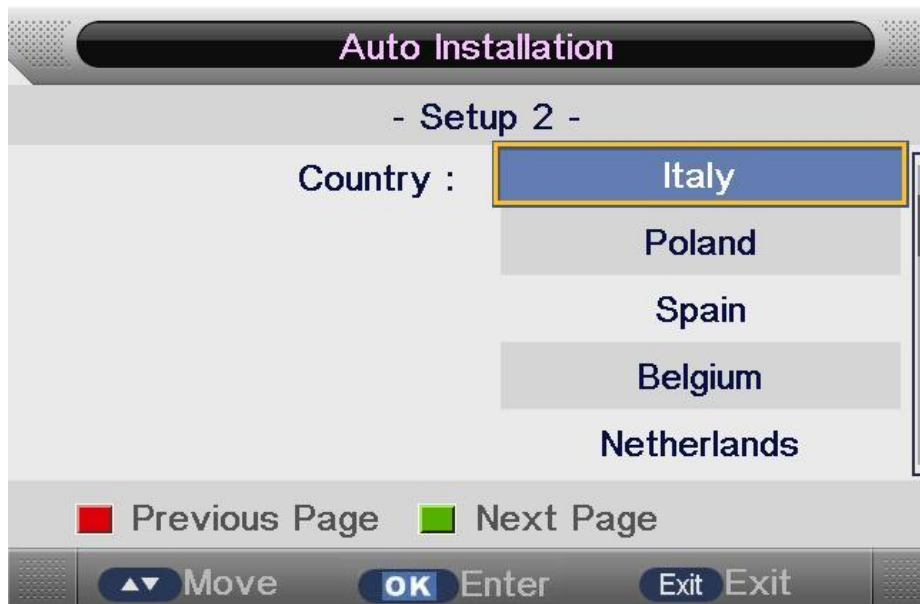 Auto Installation
- Setup 2 -
Country : Italy
Poland
Spain
Belgium
Netherlands
Previous Page Next Page
Move OK Enter Exit Exit